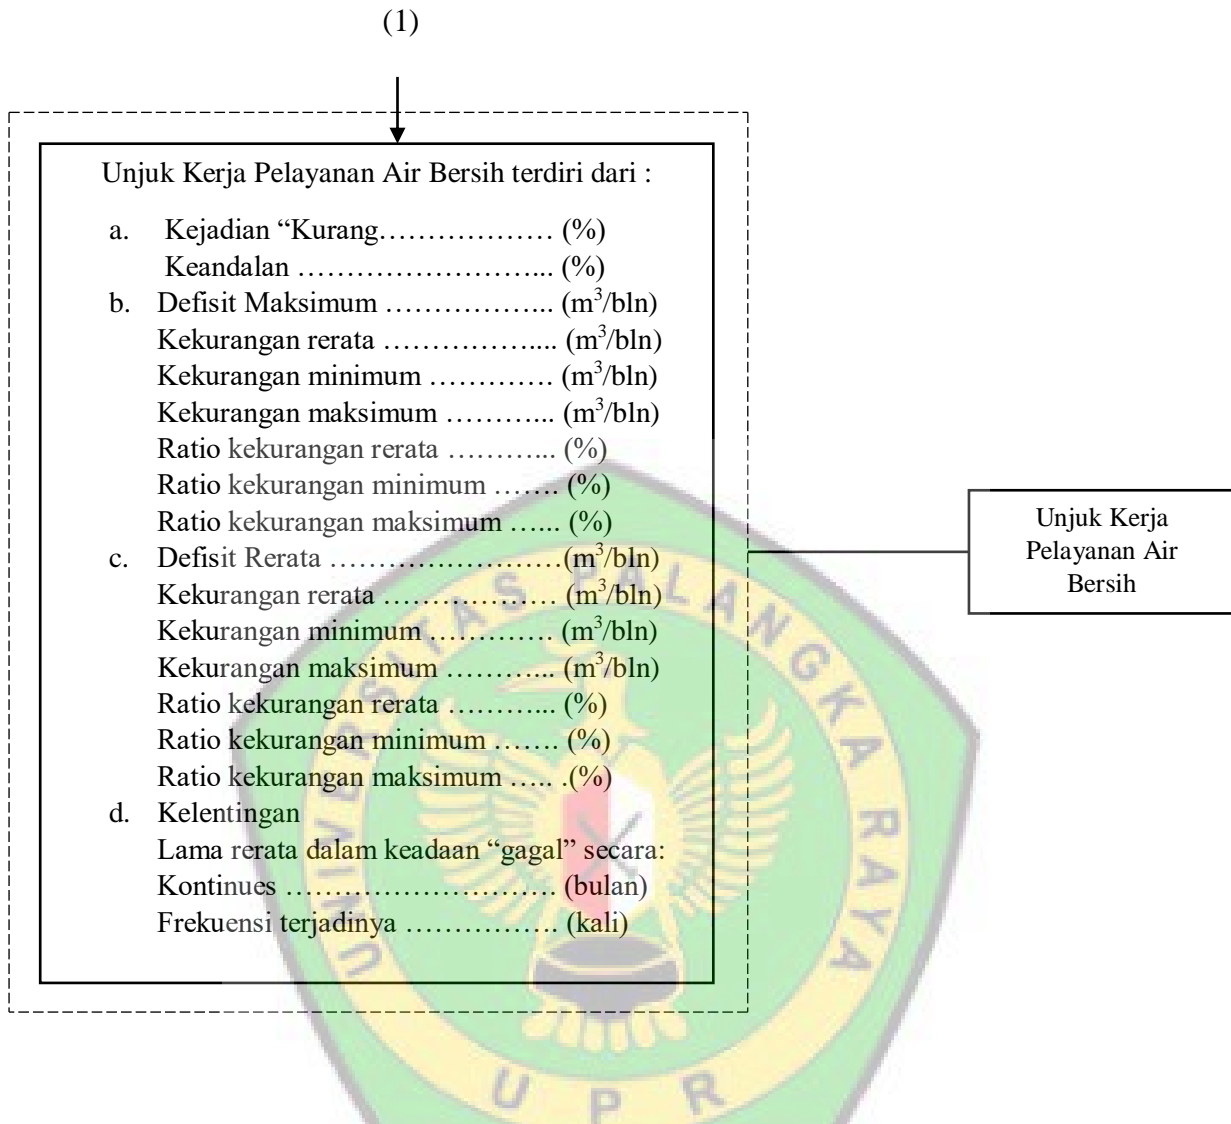 (1)
Unjuk Kerja Pelayanan Air Bersih terdiri dari :
a. Kejadian “Kurang……………… (%)
Keandalan ……………………... (%)
b. Defisit Maksimum ……………... (m³/bln)
Kekurangan rerata …………….... (m³/bln)
Kekurangan minimum …………. (m³/bln)
Kekurangan maksimum ………... (m³/bln)
Ratio kekurangan rerata ………... (%)
Ratio kekurangan minimum ……. (%)
Ratio kekurangan maksimum …... (%)
c. Defisit Rerata ……………………(m³/bln)
Kekurangan rerata ……………… (m³/bln)
Kekurangan minimum …………. (m³/bln)
Kekurangan maksimum ………... (m³/bln)
Ratio kekurangan rerata ………... (%)
Ratio kekurangan minimum ……. (%)
Ratio kekurangan maksimum ….. .(%)
d. Kelentingan
Lama rerata dalam keadaan “gagal” secara:
Kontinues ………………………. (bulan)
Frekuensi terjadinya ……………. (kali)
Unjuk Kerja
Pelayanan Air
Bersih
UNIVERSITAS PALANGKA RAYA
UPR